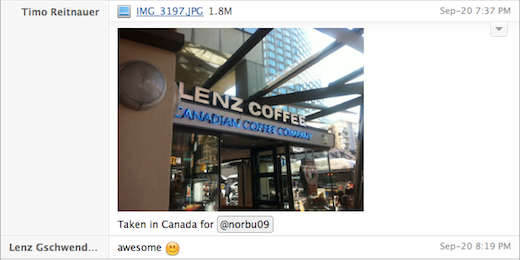 Timo Reitnauer IMG_3197.JPG 1.8M Sep-20 7:37 PM
LENZ COFFEE
CANADIAN COFFEE COMPANY
Taken in Canada for @norbu09
Lenz Gschwend... awesome Sep-20 8:19 PM